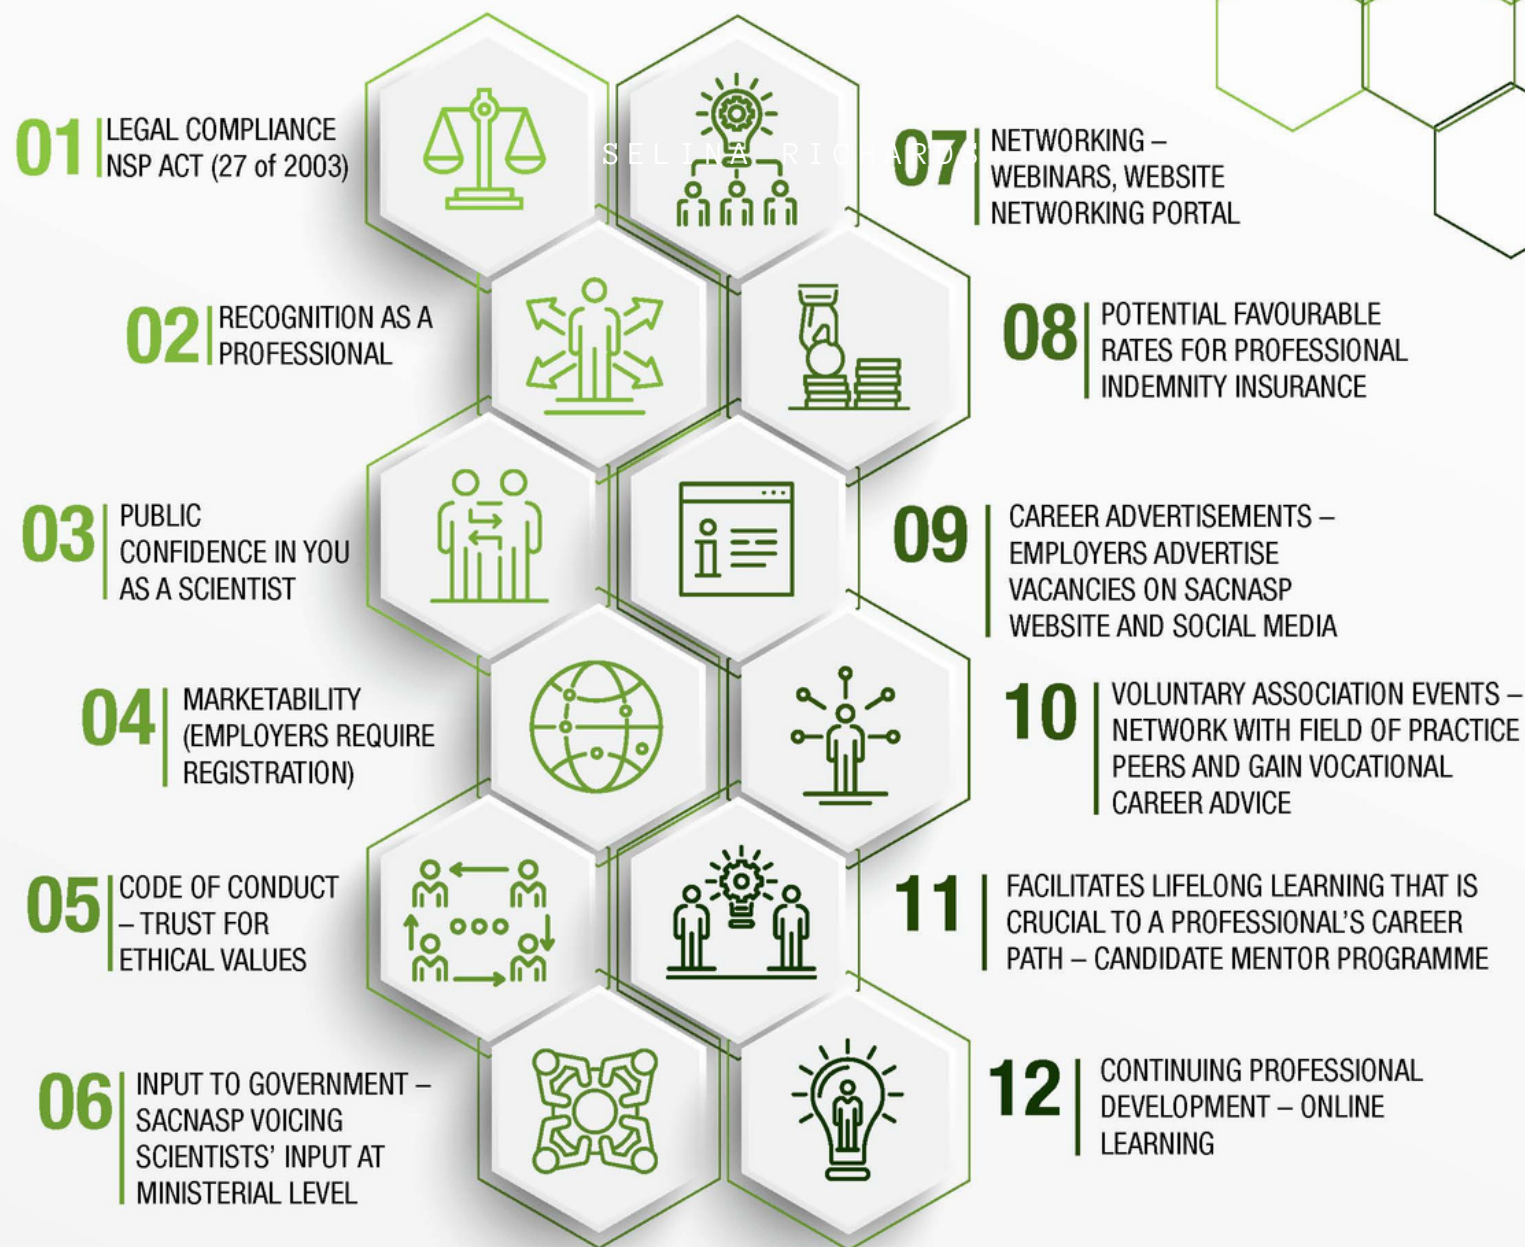 01
LEGAL COMPLIANCE
NSP ACT (27 of 2003)
02
RECOGNITION AS A
PROFESSIONAL
03
PUBLIC
CONFIDENCE IN YOU
AS A SCIENTIST
04
MARKETABILITY
(EMPLOYERS REQUIRE
REGISTRATION)
05
CODE OF CONDUCT
– TRUST FOR
ETHICAL VALUES
06
INPUT TO GOVERNMENT –
SACNASP VOICING
SCIENTISTS’ INPUT AT
MINISTERIAL LEVEL
SELINA RICHARDS
07
NETWORKING –
WEBINARS, WEBSITE
NETWORKING PORTAL
08
POTENTIAL FAVOURABLE
RATES FOR PROFESSIONAL
INDEMNITY INSURANCE
09
CAREER ADVERTISEMENTS –
EMPLOYERS ADVERTISE
VACANCIES ON SACNASP
WEBSITE AND SOCIAL MEDIA
10
VOLUNTARY ASSOCIATION EVENTS –
NETWORK WITH FIELD OF PRACTICE
PEERS AND GAIN VOCATIONAL
CAREER ADVICE
11
FACILITATES LIFELONG LEARNING THAT IS
CRUCIAL TO A PROFESSIONAL’S CAREER
PATH – CANDIDATE MENTOR PROGRAMME
12
CONTINUING PROFESSIONAL
DEVELOPMENT – ONLINE
LEARNING